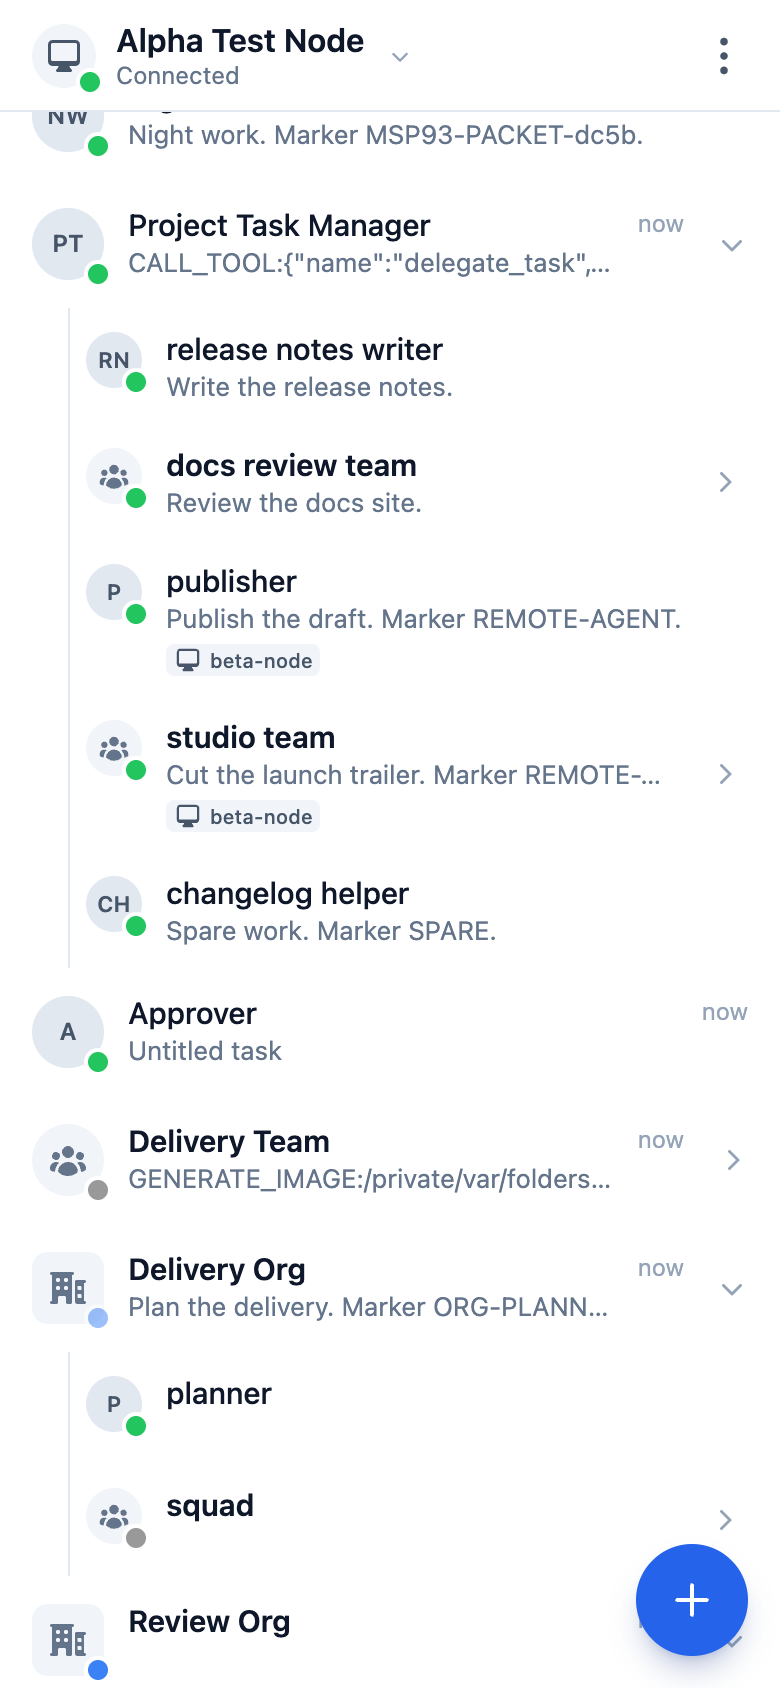 Alpha Test Node
Connected
NW
Night work. Marker MSP93-PACKET-dc5b.
PT
Project Task Manager
now
CALL_TOOL:{"name":"delegate_task",...
RN
release notes writer
Write the release notes.
docs review team
Review the docs site.
P
publisher
Publish the draft. Marker REMOTE-AGENT.
beta-node
studio team
Cut the launch trailer. Marker REMOTE-...
beta-node
CH
changelog helper
Spare work. Marker SPARE.
A
Approver
now
Untitled task
Delivery Team
now
GENERATE_IMAGE:/private/var/folders...
Delivery Org
now
Plan the delivery. Marker ORG-PLANN...
P
planner
squad
Review Org